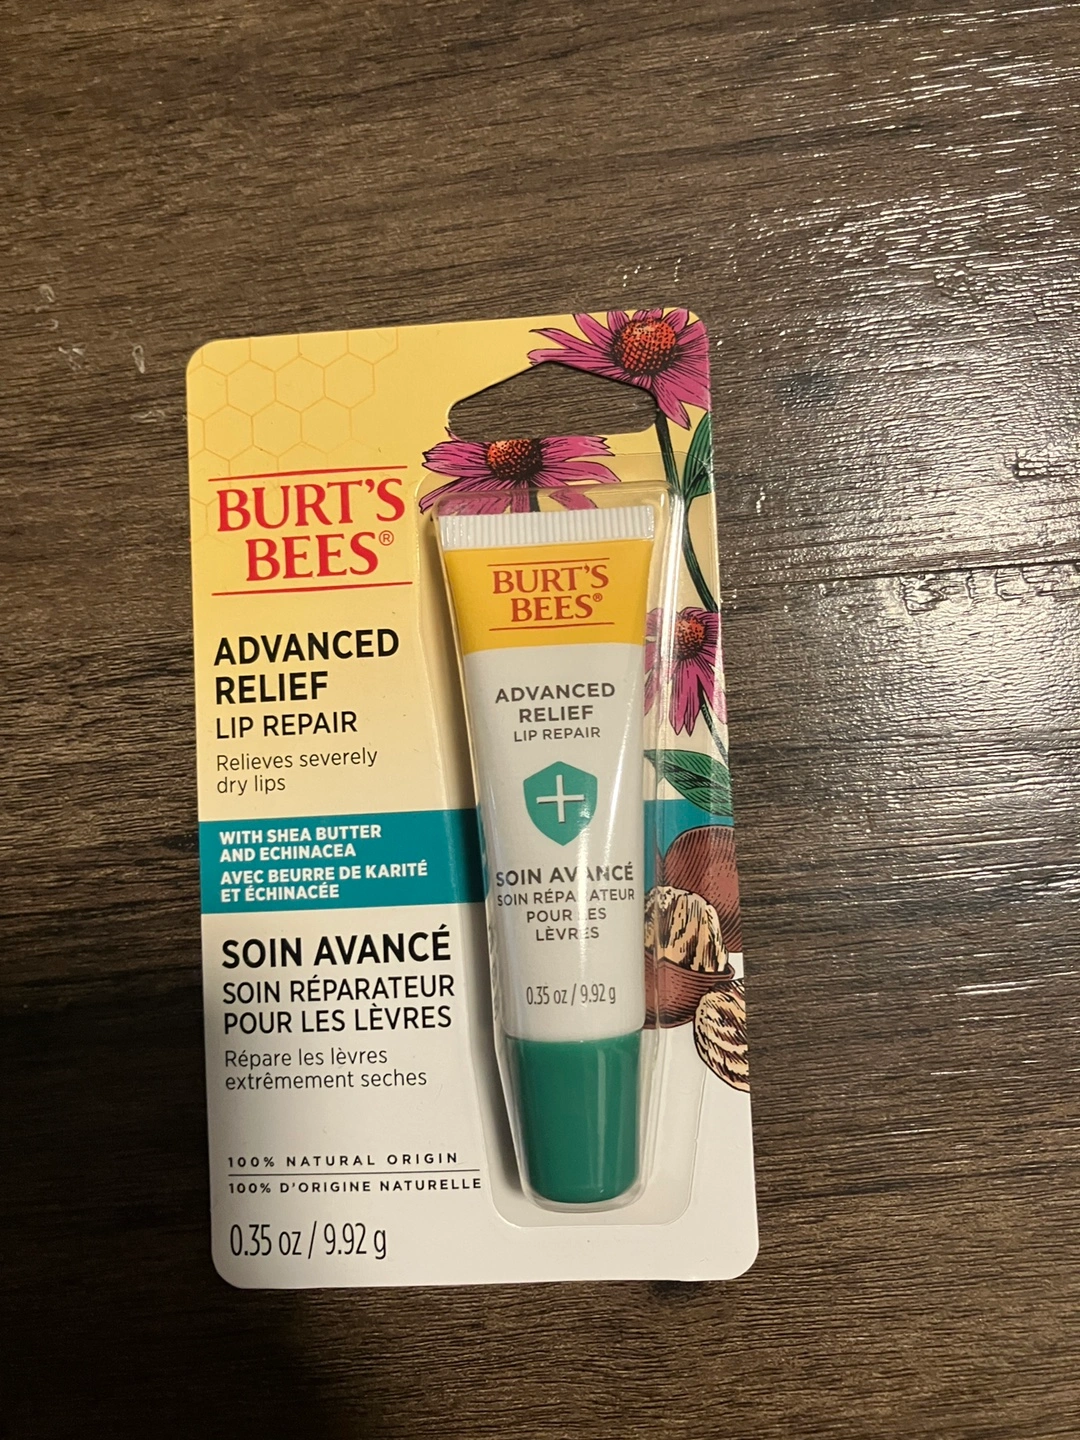 BURT'S
BEES®
ADVANCED
RELIEF
LIP REPAIR
Relieves severely
dry lips
WITH SHEA BUTTER
AND ECHINACEA
AVEC BEURRE DE KARITÉ
ET ÉCHINACÉE
SOIN AVANCÉ
SOIN RÉPARATEUR
POUR LES LÈVRES
Répare les lèvres
extrêmement seches
100% NATURAL ORIGIN
100% D'ORIGINE NATURELLE
0.35 oz / 9.92 g
BURT'S
BEES®
ADVANCED
RELIEF
LIP REPAIR
SOIN AVANCÉ
SOIN RÉPARATEUR
POUR LES
LÈVRES
0.35 oz / 9.92 g